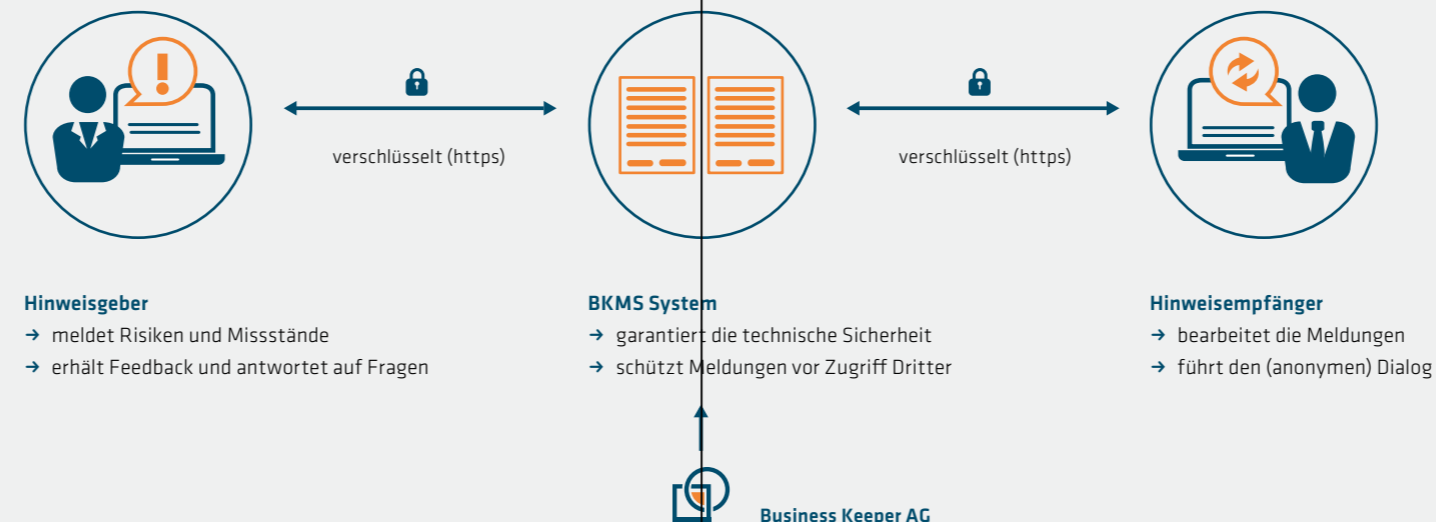 verschlüsselt (https)
verschlüsselt (https)
Hinweisgeber
→ meldet Risiken und Missstände
→ erhält Feedback und antwortet auf Fragen
BKMS System
→ garantiert die technische Sicherheit
→ schützt Meldungen vor Zugriff Dritter
Hinweisempfänger
→ bearbeitet die Meldungen
→ führt den (anonymen) Dialog
Business Keeper AG